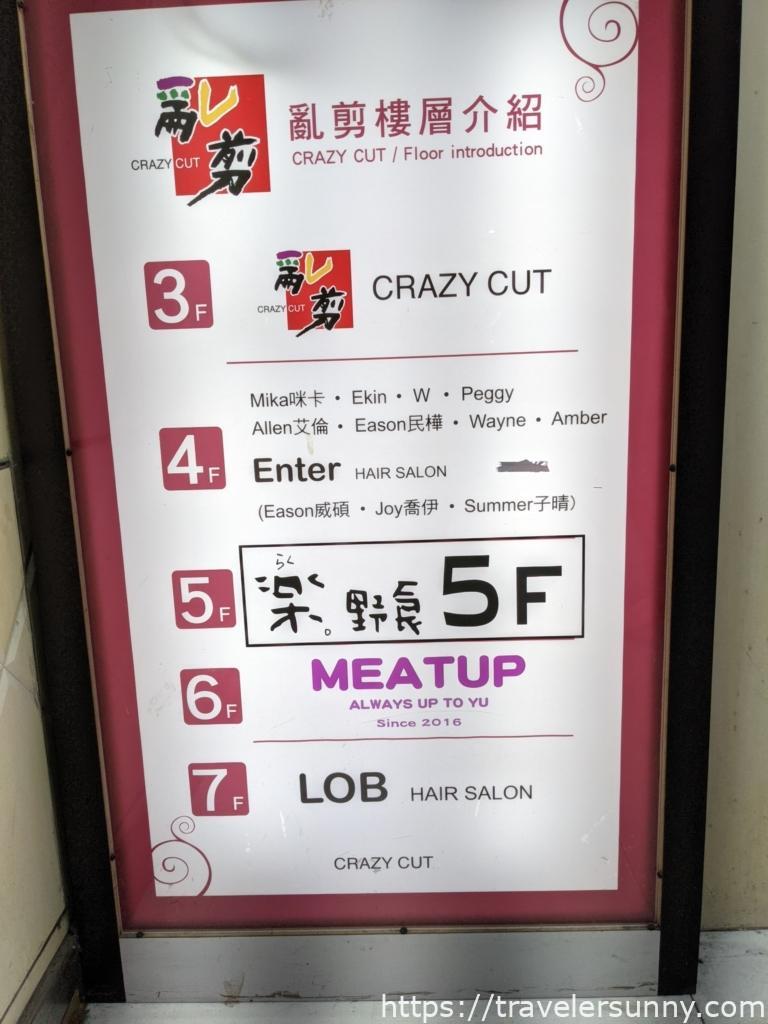 亂剪
CRAZY CUT
亂剪樓層介紹
CRAZY CUT / Floor introduction
3F
亂剪
CRAZY CUT
CRAZY CUT
Mika咪卡 • Ekin • W • Peggy
Allen艾倫 • Eason民樺 • Wayne • Amber
4F
Enter HAIR SALON
(Eason威碩 • Joy喬伊 • Summer子晴)
5F
らく
楽。野食 5F
6F
MEATUP
ALWAYS UP TO YU
Since 2016
7F
LOB HAIR SALON
CRAZY CUT
https://travelersunny.com